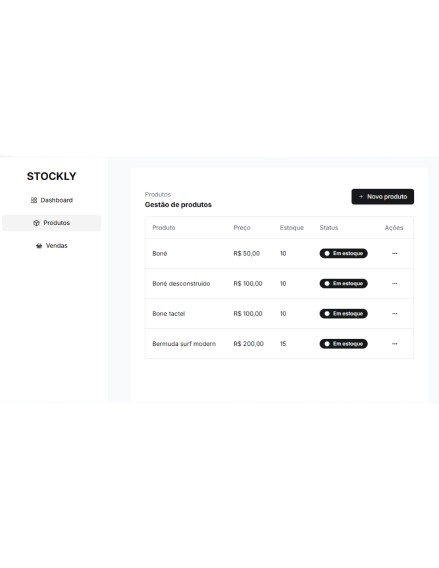 STOCKLY
Dashboard
Produtos
Vendas
Produtos
Gestão de produtos
+ Novo produto
Produto Preço Estoque Status Ações
Boné R$ 50,00 10 Em estoque ...
Boné desconstruido R$ 100,00 10 Em estoque ...
Bone tactel R$ 100,00 10 Em estoque ...
Bermuda surf modern R$ 200,00 15 Em estoque ...